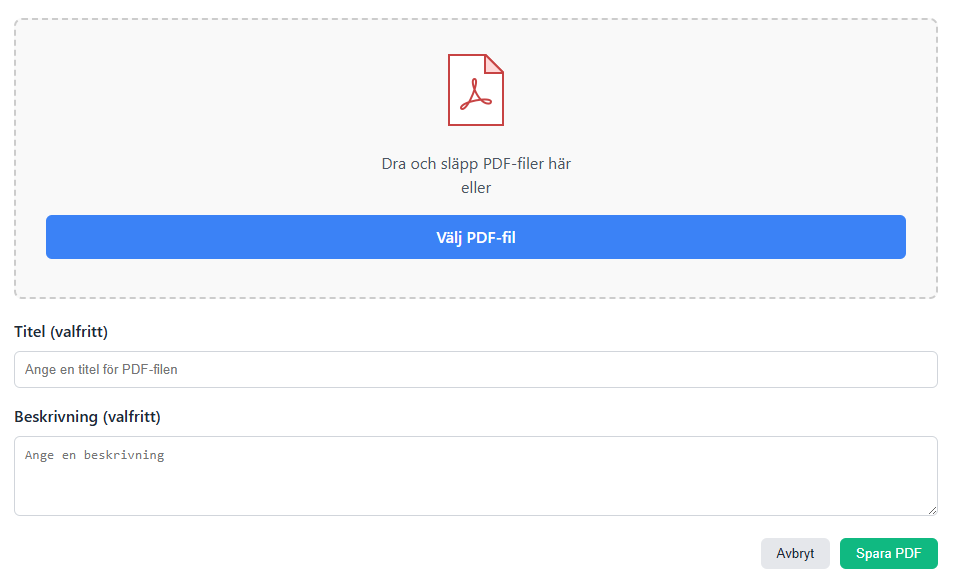 Dra och släpp PDF-filer här
eller
Välj PDF-fil
Titel (valfritt)
Ange en titel för PDF-filen
Beskrivning (valfritt)
Ange en beskrivning
Avbryt
Spara PDF